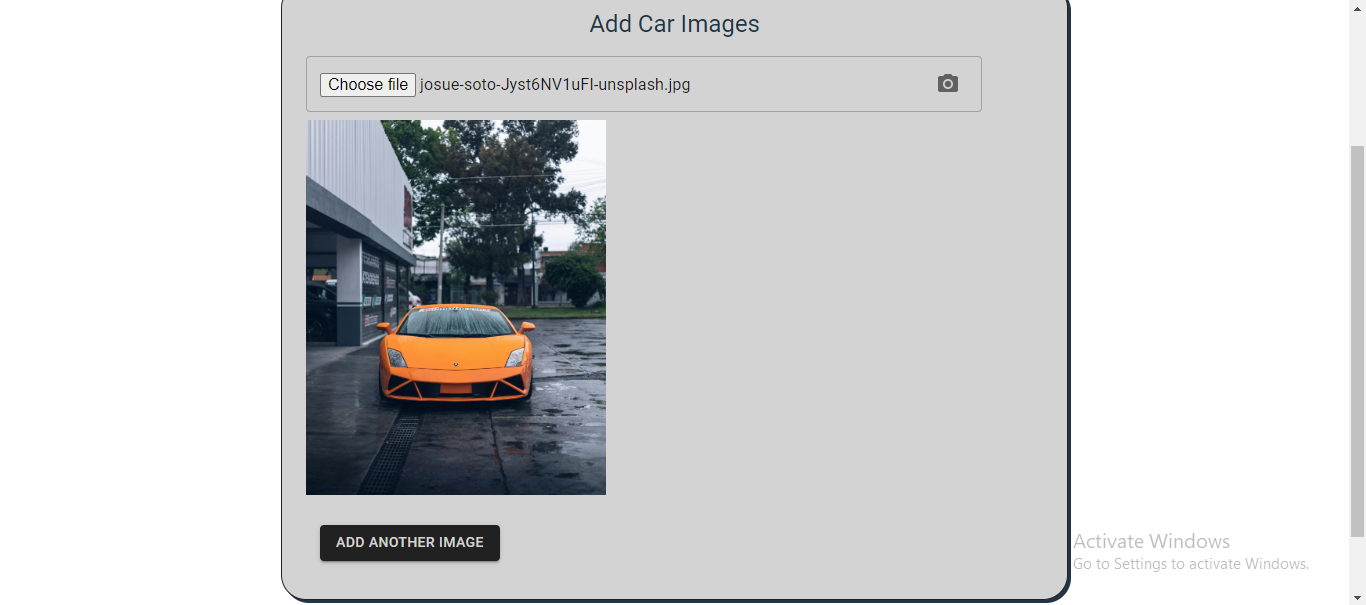 Add Car Images
Choose file josue-soto-Jyst6NV1uFI-unsplash.jpg
ADD ANOTHER IMAGE
Activate Windows
Go to Settings to activate Windows.